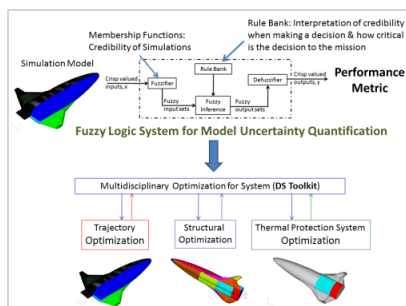 Membership Functions:
Credibility of Simulations
Rule Bank: Interpretation of credibility
when making a decision & how critical
is the decision to the mission
Simulation Model
Crisp valued
inputs, x
Fuzzifier
Rule Bank
Defuzzifier
Crisp valued
outputs, y
Performance
Metric
Fuzzy
input sets
Fuzzy
Inference
Fuzzy
output sets
Fuzzy Logic System for Model Uncertainty Quantification
Multidisciplinary Optimization for System (DS Toolkit)
Trajectory
Optimization
Structural
Optimization
Thermal Protection System
Optimization